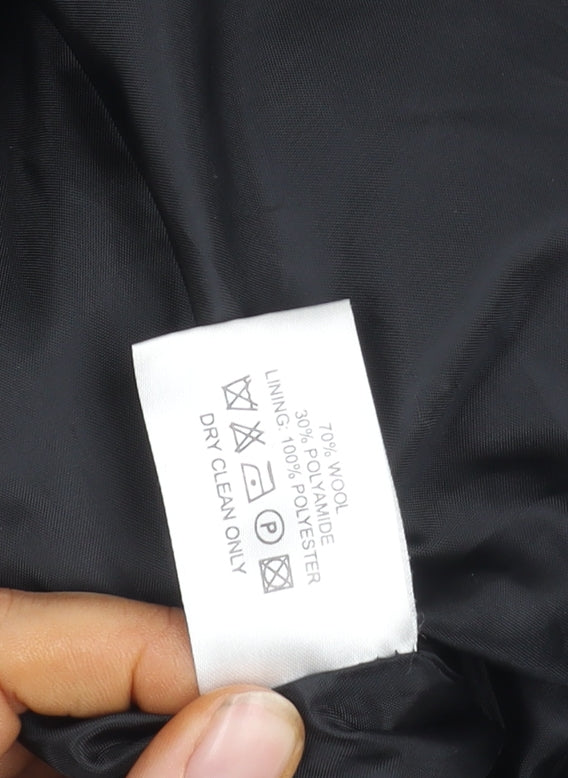 70% WOOL
30% POLYAMIDE
LINING: 100% POLYESTER
P
DRY CLEAN ONLY